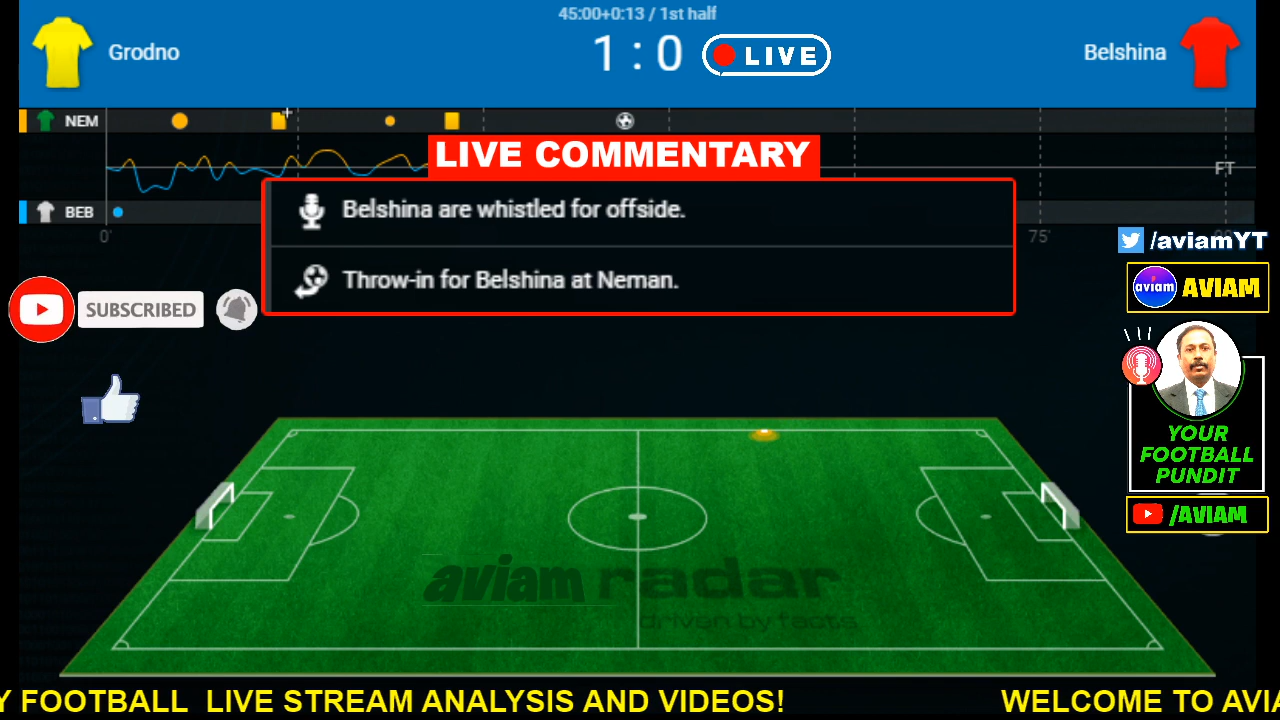 45:00+0:13 / 1st half
Grodno
1 : 0
LIVE
Belshina
NEM
LIVE COMMENTARY
FT
Belshina are whistled for offside.
BEB
0'
75'
/aviamYT
Throw-in for Belshina at Neman.
aviam
AVIAM
SUBSCRIBED
YOUR
FOOTBALL
PUNDIT
/AVIAM
aviam radar
driven by facts
Y FOOTBALL LIVE STREAM ANALYSIS AND VIDEOS!
WELCOME TO AVIA